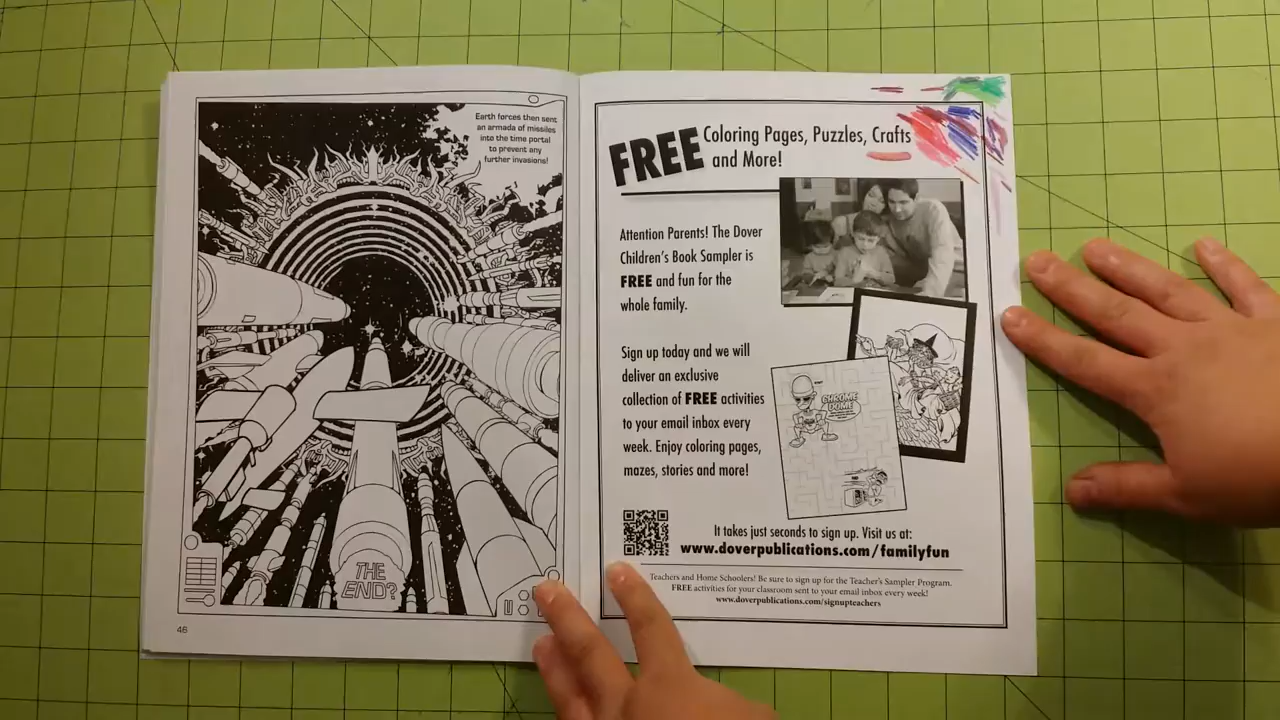 Earth forces then sent
an armada of missiles
into the time portal
to prevent any
further invasions!
THE
END?
46
FREE Coloring Pages, Puzzles, Crafts
and More!
Attention Parents! The Dover
Children's Book Sampler is
FREE and fun for the
whole family.
Sign up today and we will
deliver an exclusive
collection of FREE activities
to your email inbox every
week. Enjoy coloring pages,
mazes, stories and more!
CHROME
DOME
It takes just seconds to sign up. Visit us at:
www.doverpublications.com/familyfun
Teachers and Home Schoolers! Be sure to sign up for the Teacher's Sampler Program.
FREE activities for your classroom sent to your email inbox every week!
www.doverpublications.com/signupteachers